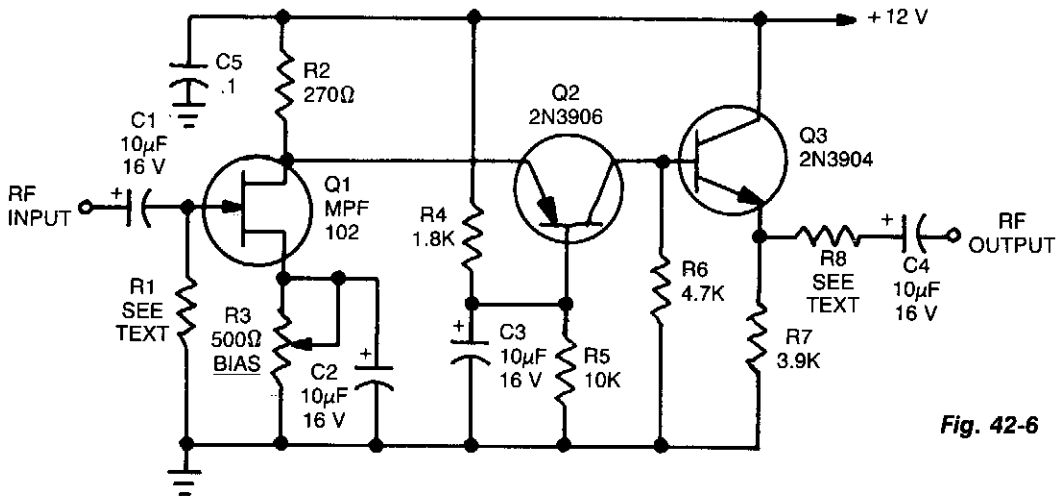 +12 V
C5
.1
R2
270Ω
C1
10μF
16 V
+
RF
INPUT
Q1
MPF
102
R1
SEE
TEXT
R3
500Ω
BIAS
+
C2
10μF
16 V
R4
1.8K
+
C3
10μF
16 V
R5
10K
Q2
2N3906
R6
4.7K
Q3
2N3904
R8
SEE
TEXT
+
C4
10μF
16 V
RF
OUTPUT
R7
3.9K
Fig. 42-6